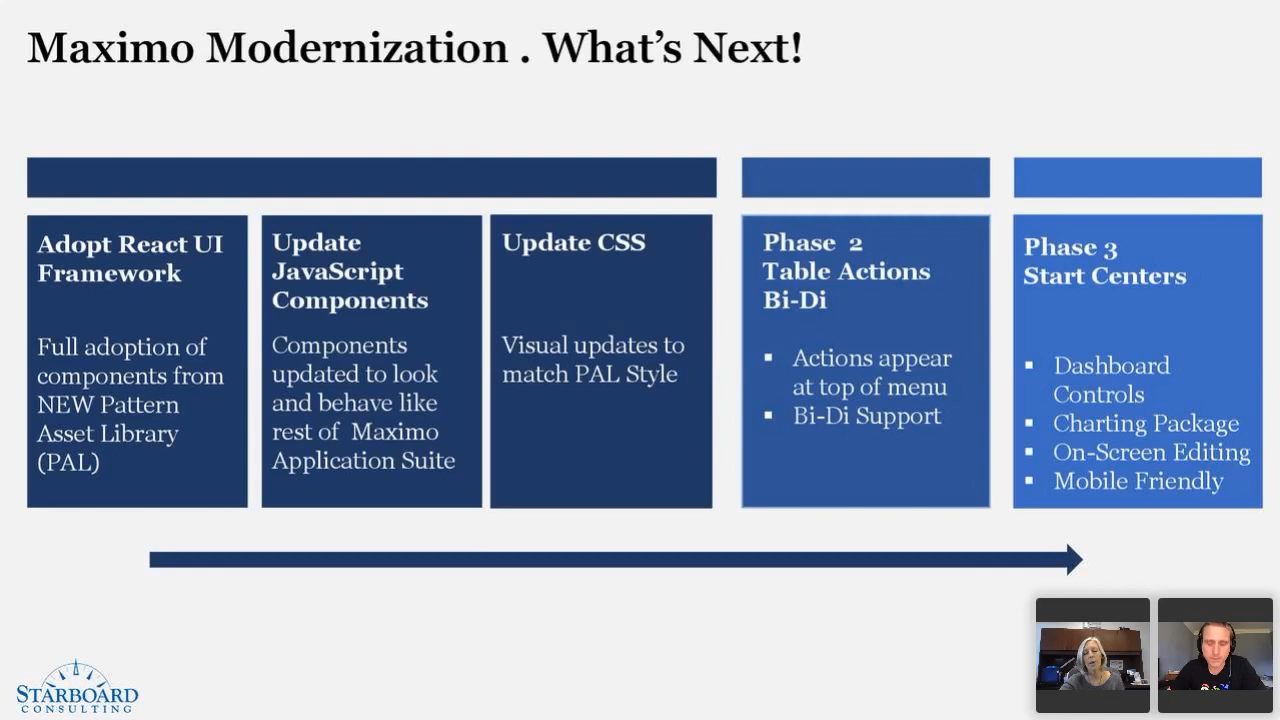 Maximo Modernization . What's Next!
Adopt React UI
Framework
Full adoption of
components from
NEW Pattern
Asset Library
(PAL)
Update
JavaScript
Components
Components
updated to look
and behave like
rest of Maximo
Application Suite
Update CSS
Visual updates to
match PAL Style
Phase 2
Table Actions
Bi-Di
▪ Actions appear
at top of menu
▪ Bi-Di Support
Phase 3
Start Centers
▪ Dashboard
Controls
▪ Charting Package
▪ On-Screen Editing
▪ Mobile Friendly
STARBOARD
CONSULTING